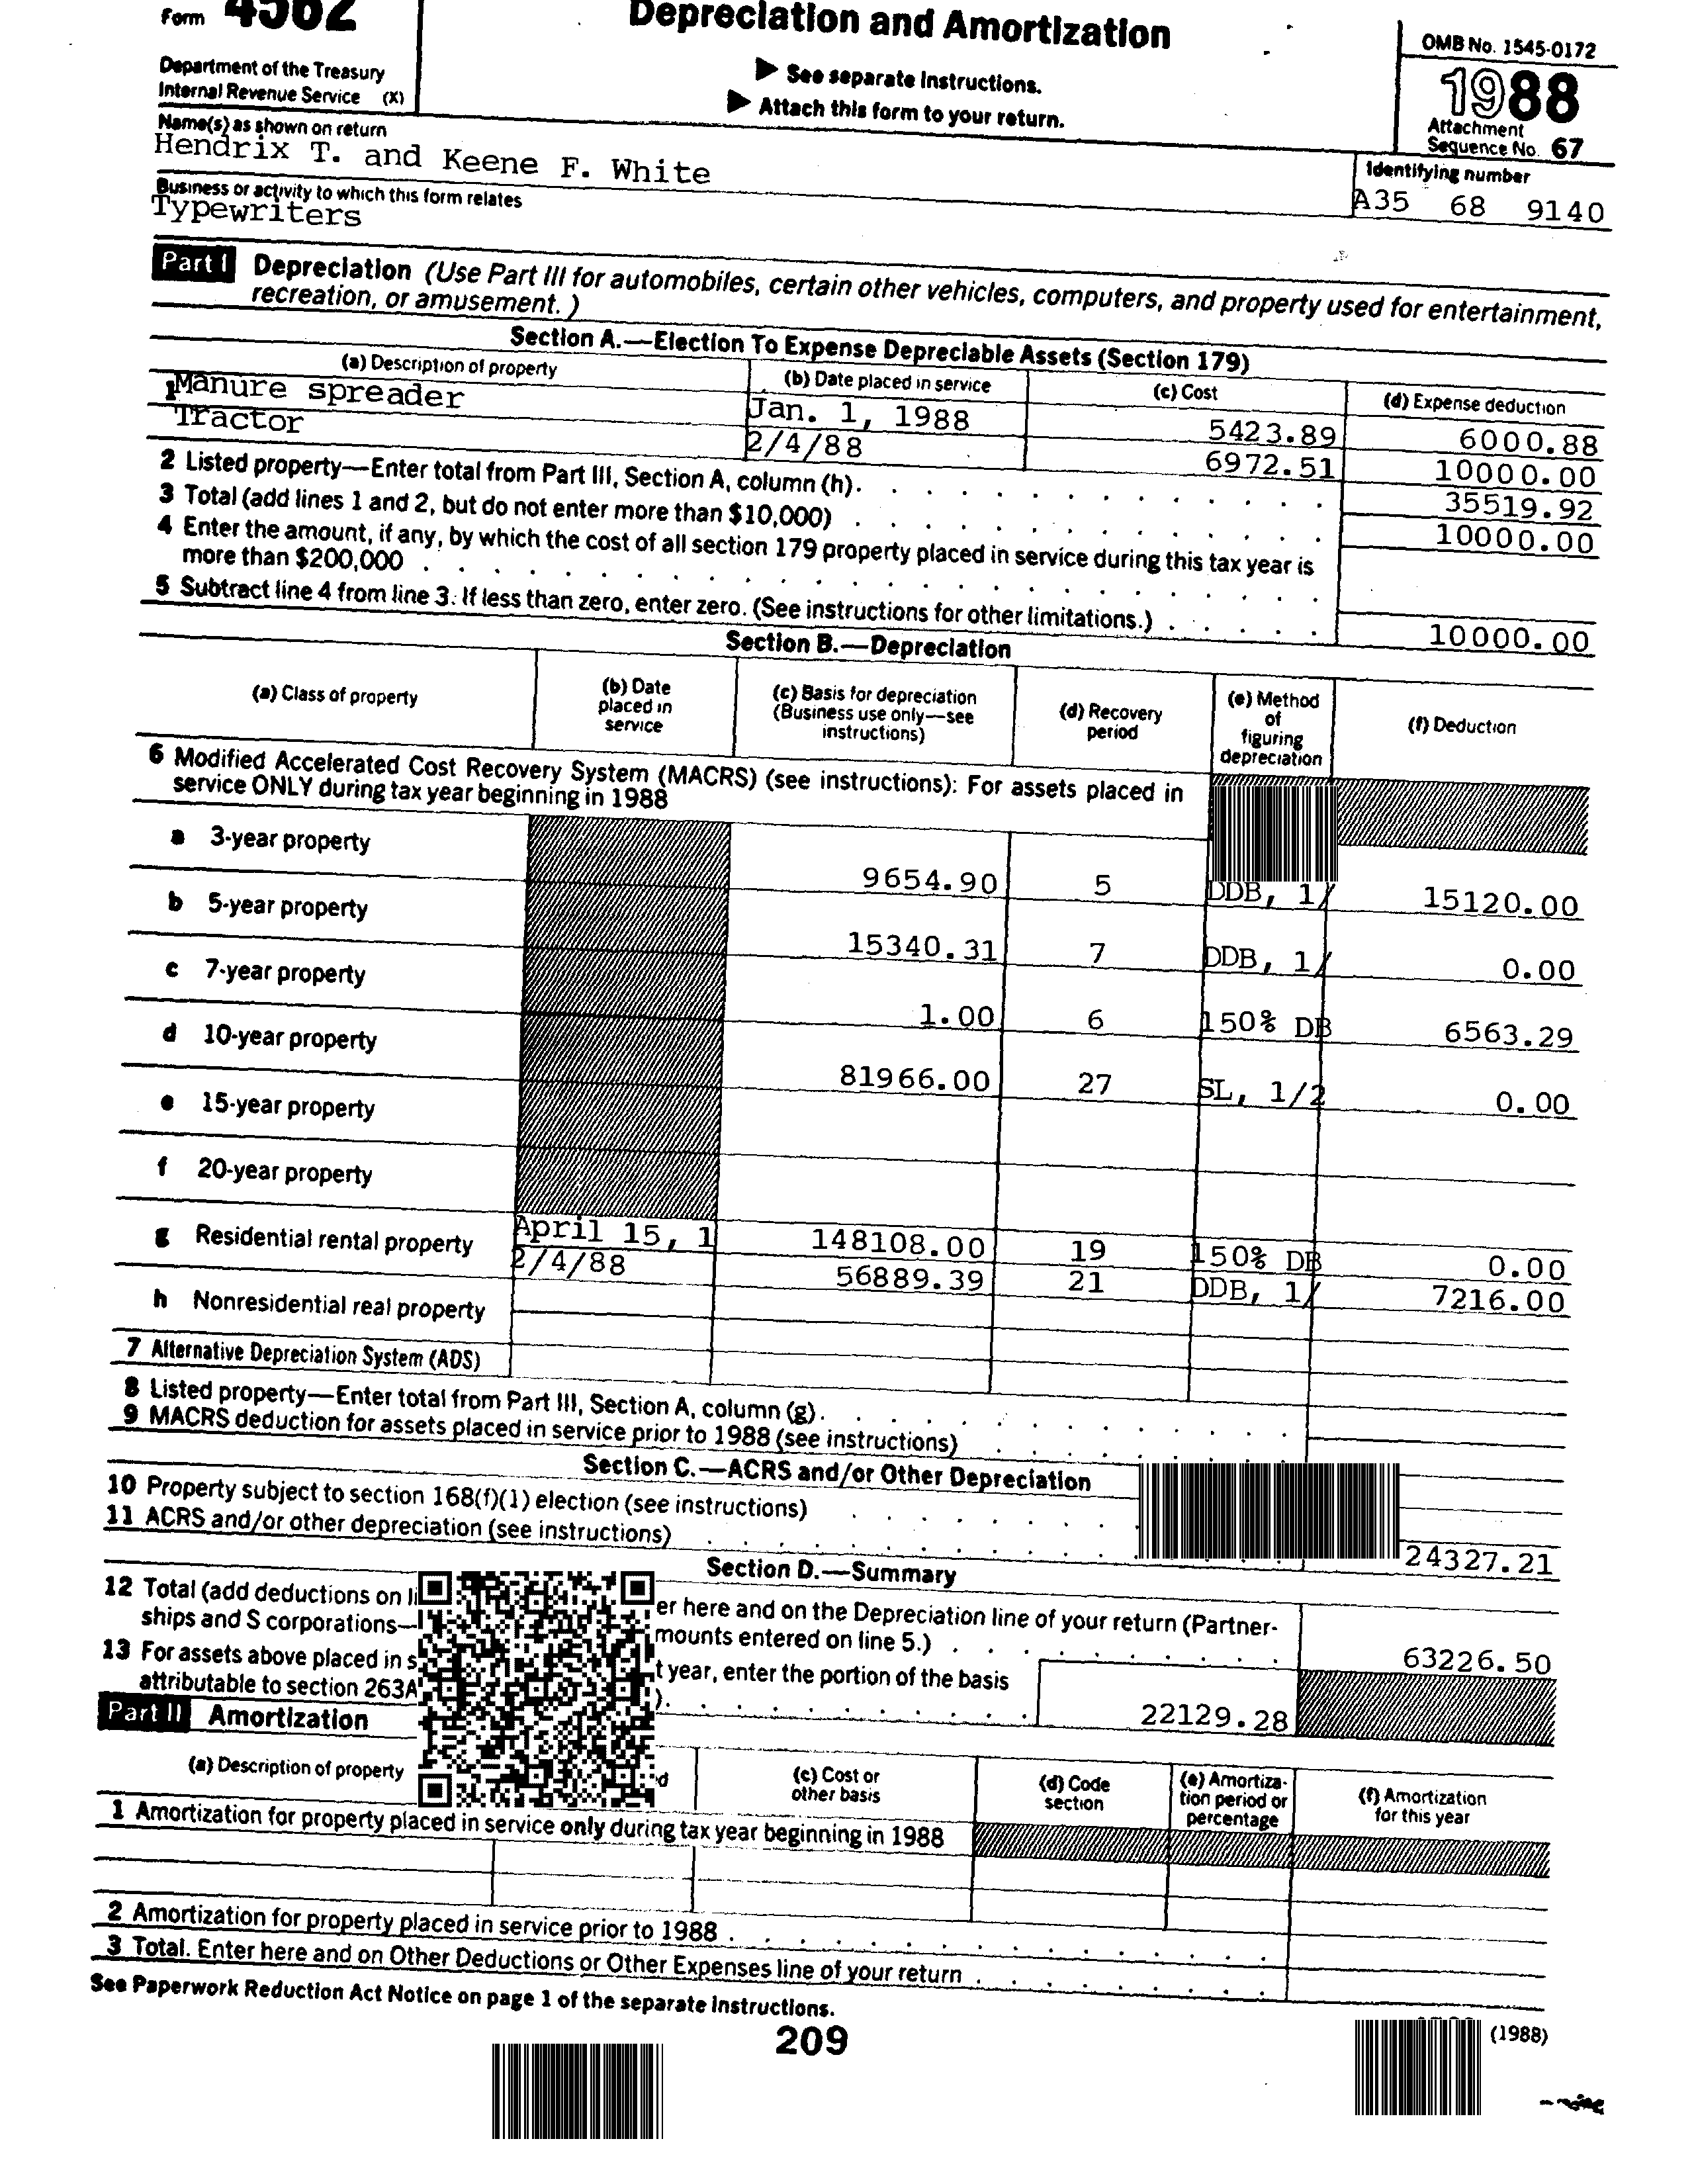 Form 4562
Depreciation and Amortization
OMB No. 1545-0172
Department of the Treasury
Internal Revenue Service (X)
▶ See separate instructions.
▶ Attach this form to your return.
1988
Attachment
Sequence No. 67
Name(s) as shown on return
Hendrix T. and Keene F. White
Identifying number
A35 68 9140
Business or activity to which this form relates
Typewriters
Part I Depreciation (Use Part III for automobiles, certain other vehicles, computers, and property used for entertainment,
recreation, or amusement.)
Section A.—Election To Expense Depreciable Assets (Section 179)
(a) Description of property (b) Date placed in service (c) Cost (d) Expense deduction
1 Manure spreader Jan. 1, 1988 5423.89 6000.88
Tractor 2/4/88 6972.51 10000.00
2 Listed property—Enter total from Part III, Section A, column (h). 35519.92
3 Total (add lines 1 and 2, but do not enter more than $10,000) 10000.00
4 Enter the amount, if any, by which the cost of all section 179 property placed in service during this tax year is
more than $200,000
5 Subtract line 4 from line 3. If less than zero, enter zero. (See instructions for other limitations.) 10000.00
Section B.—Depreciation
(a) Class of property
(b) Date
placed in
service
(c) Basis for depreciation
(Business use only—see
instructions)
(d) Recovery
period
(e) Method
of
figuring
depreciation
(f) Deduction
6 Modified Accelerated Cost Recovery System (MACRS) (see instructions): For assets placed in
service ONLY during tax year beginning in 1988
a 3-year property 9654.90 5 DDB, 1/ 15120.00
b 5-year property 15340.31 7 DDB, 1/ 0.00
c 7-year property 1.00 6 150% DB 6563.29
d 10-year property 81966.00 27 SL, 1/2 0.00
e 15-year property
f 20-year property
g Residential rental property April 15, 1 148108.00 19 150% DB 0.00
2/4/88 56889.39 21 DDB, 1/ 7216.00
h Nonresidential real property
7 Alternative Depreciation System (ADS)
8 Listed property—Enter total from Part III, Section A, column (g).
9 MACRS deduction for assets placed in service prior to 1988 (see instructions)
Section C.—ACRS and/or Other Depreciation
10 Property subject to section 168(f)(1) election (see instructions)
11 ACRS and/or other depreciation (see instructions) 24327.21
Section D.—Summary
12 Total (add deductions on li er here and on the Depreciation line of your return (Partner-
ships and S corporations— mounts entered on line 5.) 63226.50
13 For assets above placed in s t year, enter the portion of the basis
attributable to section 263A ). 22129.28
Part II Amortization
(a) Description of property
d
(c) Cost or
other basis
(d) Code
section
(e) Amortiza-
tion period or
percentage
(f) Amortization
for this year
1 Amortization for property placed in service only during tax year beginning in 1988
2 Amortization for property placed in service prior to 1988
3 Total. Enter here and on Other Deductions or Other Expenses line of your return
See Paperwork Reduction Act Notice on page 1 of the separate instructions.
209
(1988)